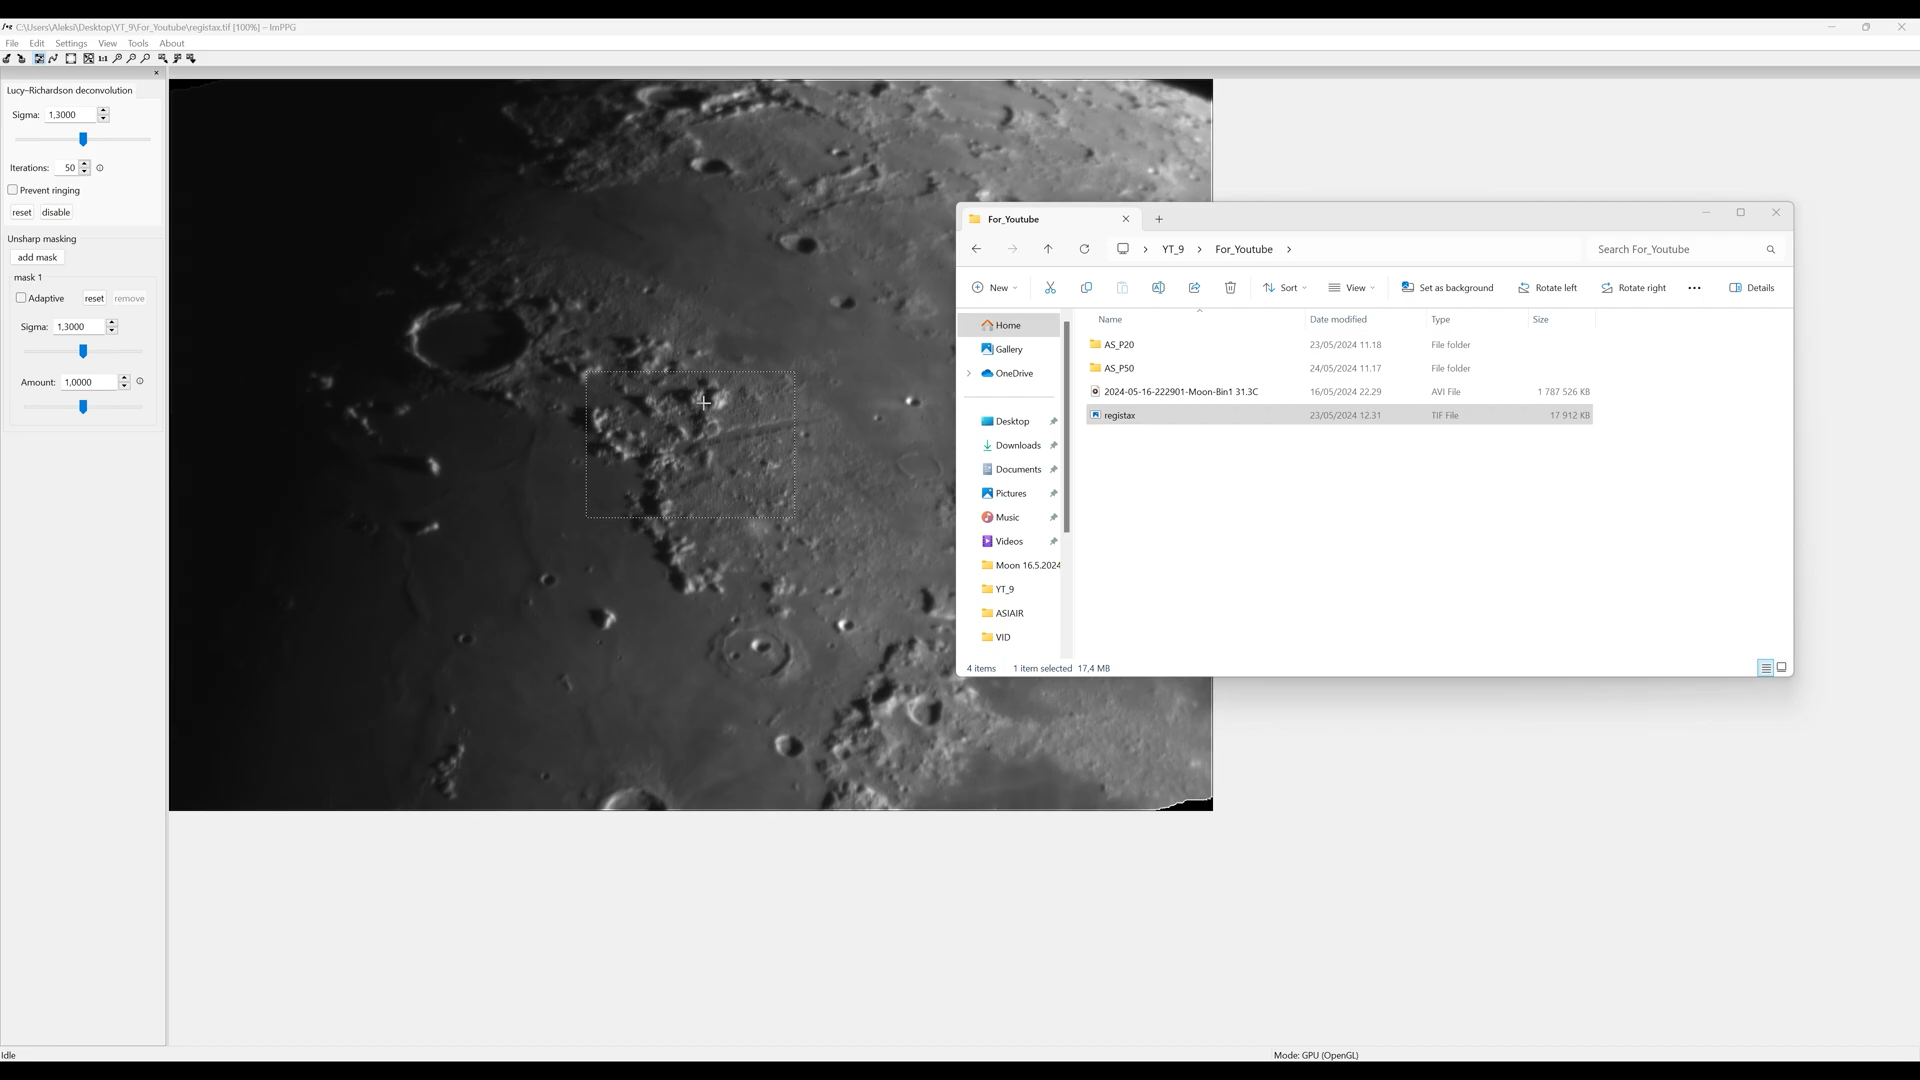 C:\Users\Aleksi\Desktop\YT_9\For_Youtube\registax.tif [100%] – ImPPG
File Edit Settings View Tools About
1:1
Lucy–Richardson deconvolution
Sigma: 1,3000
Iterations: 50
Prevent ringing
reset disable
Unsharp masking
add mask
mask 1
Adaptive reset remove
Sigma: 1,3000
Amount: 1,0000
For_Youtube
YT_9 > For_Youtube >
Search For_Youtube
New Sort View Set as background Rotate left Rotate right Details
Home
Gallery
OneDrive
Desktop
Downloads
Documents
Pictures
Music
Videos
Moon 16.5.2024
YT_9
ASIAIR
VID
Name Date modified Type Size
AS_P20 23/05/2024 11.18 File folder
AS_P50 24/05/2024 11.17 File folder
2024-05-16-222901-Moon-Bin1 31.3C 16/05/2024 22.29 AVI File 1 787 526 KB
registax 23/05/2024 12.31 TIF File 17 912 KB
4 items 1 item selected 17,4 MB
Idle
Mode: GPU (OpenGL)